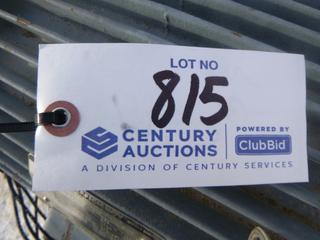 LOT NO
815
CENTURY
AUCTIONS
POWERED BY
ClubBid
A DIVISION OF CENTURY SERVICES